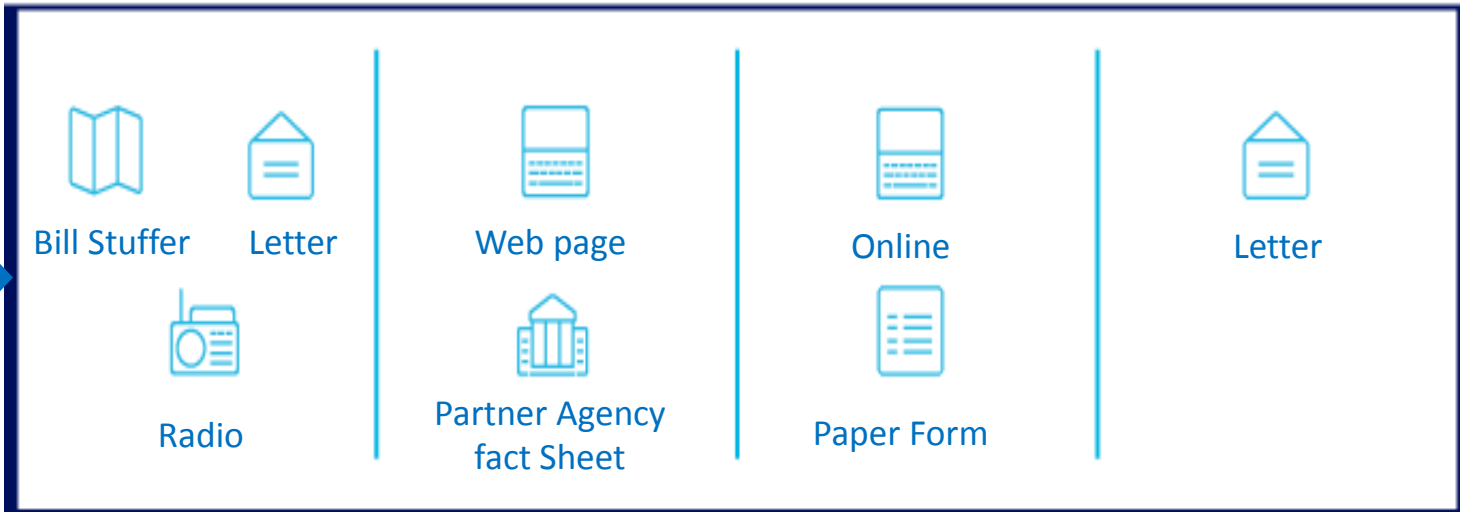 Bill Stuffer
Letter
Radio
Web page
Partner Agency
fact Sheet
Online
Paper Form
Letter